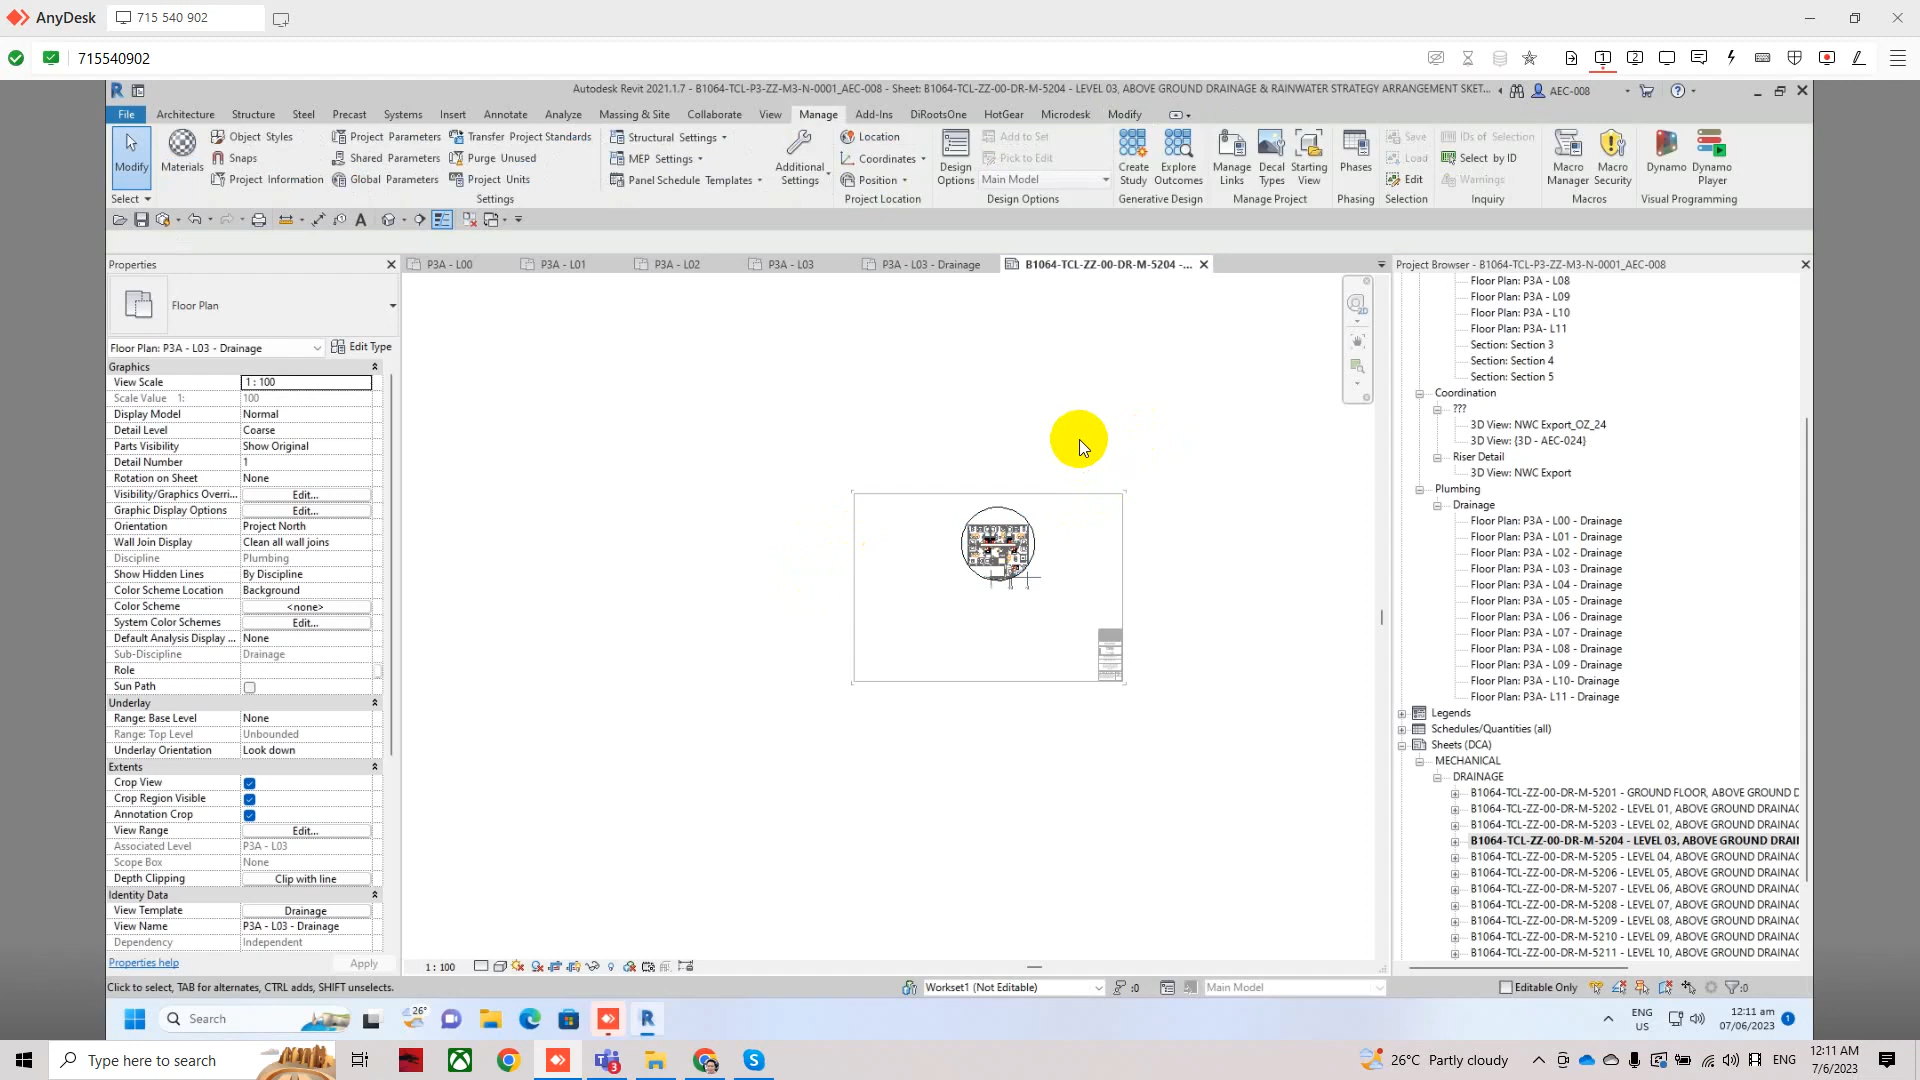 AnyDesk 715 540 902
715540902
Autodesk Revit 2021.1.7 - B1064-TCL-P3-ZZ-M3-N-0001_AEC-008 - Sheet: B1064-TCL-ZZ-00-DR-M-5204 - LEVEL 03, ABOVE GROUND DRAINAGE & RAINWATER STRATEGY ARRANGEMENT SKET... AEC-008
File Architecture Structure Steel Precast Systems Insert Annotate Analyze Massing & Site Collaborate View Manage Add-Ins DiRootsOne HotGear Microdesk Modify
Modify
Materials
Object Styles
Snaps
Project Information
Project Parameters
Shared Parameters
Global Parameters
Transfer Project Standards
Purge Unused
Project Units
Structural Settings
MEP Settings
Panel Schedule Templates
Additional Settings
Location
Coordinates
Position
Design Options
Add to Set
Pick to Edit
Main Model
Create Study
Explore Outcomes
Manage Links
Decal Types
Starting View
Phases
Save
Load
Edit
IDs of Selection
Select by ID
Warnings
Macro Manager
Macro Security
Dynamo
Dynamo Player
Select Settings Project Location Design Options Generative Design Manage Project Phasing Selection Inquiry Macros Visual Programming
Properties
P3A - L00 P3A - L01 P3A - L02 P3A - L03 P3A - L03 - Drainage B1064-TCL-ZZ-00-DR-M-5204 -...
Project Browser - B1064-TCL-P3-ZZ-M3-N-0001_AEC-008
Floor Plan
Floor Plan: P3A - L03 - Drainage Edit Type
Graphics
View Scale 1 : 100
Scale Value 1: 100
Display Model Normal
Detail Level Coarse
Parts Visibility Show Original
Detail Number 1
Rotation on Sheet None
Visibility/Graphics Overri... Edit...
Graphic Display Options Edit...
Orientation Project North
Wall Join Display Clean all wall joins
Discipline Plumbing
Show Hidden Lines By Discipline
Color Scheme Location Background
Color Scheme <none>
System Color Schemes Edit...
Default Analysis Display ... None
Sub-Discipline Drainage
Role
Sun Path
Underlay
Range: Base Level None
Range: Top Level Unbounded
Underlay Orientation Look down
Extents
Crop View
Crop Region Visible
Annotation Crop
View Range Edit...
Associated Level P3A - L03
Scope Box None
Depth Clipping Clip with line
Identity Data
View Template Drainage
View Name P3A - L03 - Drainage
Dependency Independent
Properties help Apply
1 : 100
Floor Plan: P3A - L08
Floor Plan: P3A - L09
Floor Plan: P3A - L10
Floor Plan: P3A- L11
Section: Section 3
Section: Section 4
Section: Section 5
Coordination
???
3D View: NWC Export_OZ_24
3D View: {3D - AEC-024}
Riser Detail
3D View: NWC Export
Plumbing
Drainage
Floor Plan: P3A - L00 - Drainage
Floor Plan: P3A - L01 - Drainage
Floor Plan: P3A - L02 - Drainage
Floor Plan: P3A - L03 - Drainage
Floor Plan: P3A - L04 - Drainage
Floor Plan: P3A - L05 - Drainage
Floor Plan: P3A - L06 - Drainage
Floor Plan: P3A - L07 - Drainage
Floor Plan: P3A - L08 - Drainage
Floor Plan: P3A - L09 - Drainage
Floor Plan: P3A - L10- Drainage
Floor Plan: P3A- L11 - Drainage
Legends
Schedules/Quantities (all)
Sheets (DCA)
MECHANICAL
DRAINAGE
B1064-TCL-ZZ-00-DR-M-5201 - GROUND FLOOR, ABOVE GROUND D
B1064-TCL-ZZ-00-DR-M-5202 - LEVEL 01, ABOVE GROUND DRAINAG
B1064-TCL-ZZ-00-DR-M-5203 - LEVEL 02, ABOVE GROUND DRAINAG
B1064-TCL-ZZ-00-DR-M-5204 - LEVEL 03, ABOVE GROUND DRAI
B1064-TCL-ZZ-00-DR-M-5205 - LEVEL 04, ABOVE GROUND DRAINAG
B1064-TCL-ZZ-00-DR-M-5206 - LEVEL 05, ABOVE GROUND DRAINAG
B1064-TCL-ZZ-00-DR-M-5207 - LEVEL 06, ABOVE GROUND DRAINAG
B1064-TCL-ZZ-00-DR-M-5208 - LEVEL 07, ABOVE GROUND DRAINAG
B1064-TCL-ZZ-00-DR-M-5209 - LEVEL 08, ABOVE GROUND DRAINAG
B1064-TCL-ZZ-00-DR-M-5210 - LEVEL 09, ABOVE GROUND DRAINAG
B1064-TCL-ZZ-00-DR-M-5211 - LEVEL 10, ABOVE GROUND DRAINAG
Click to select, TAB for alternates, CTRL adds, SHIFT unselects. Workset1 (Not Editable) :0 Main Model Editable Only :0
Search 26° ENG US 12:11 am 07/06/2023 1
Type here to search 3 26°C Partly cloudy ENG 12:11 AM 7/6/2023